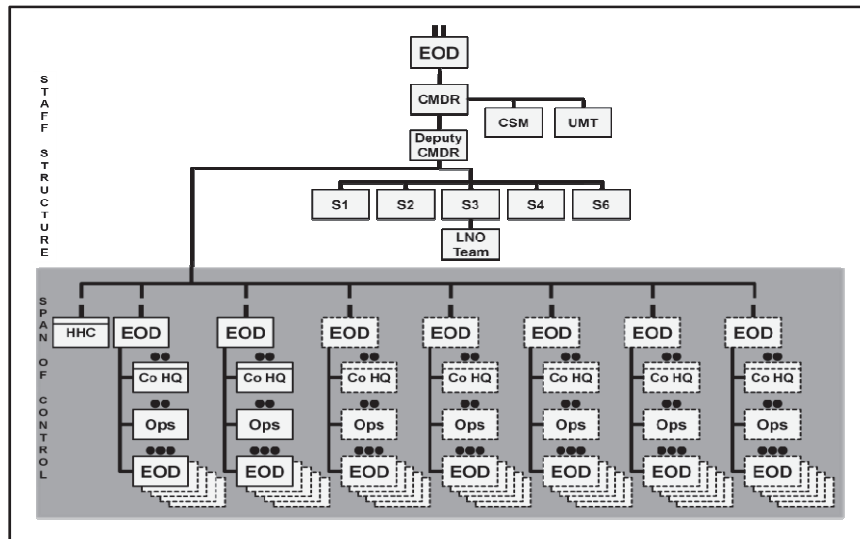 EOD
CMDR
CSM UMT
Deputy
CMDR
S1 S2 S3 S4 S6
LNO
Team
STAFF STRUCTURE
HHC EOD EOD EOD EOD EOD EOD EOD
Co HQ Co HQ Co HQ Co HQ Co HQ Co HQ Co HQ
Ops Ops Ops Ops Ops Ops Ops
EOD EOD EOD EOD EOD EOD EOD
SPAN OF CONTROL